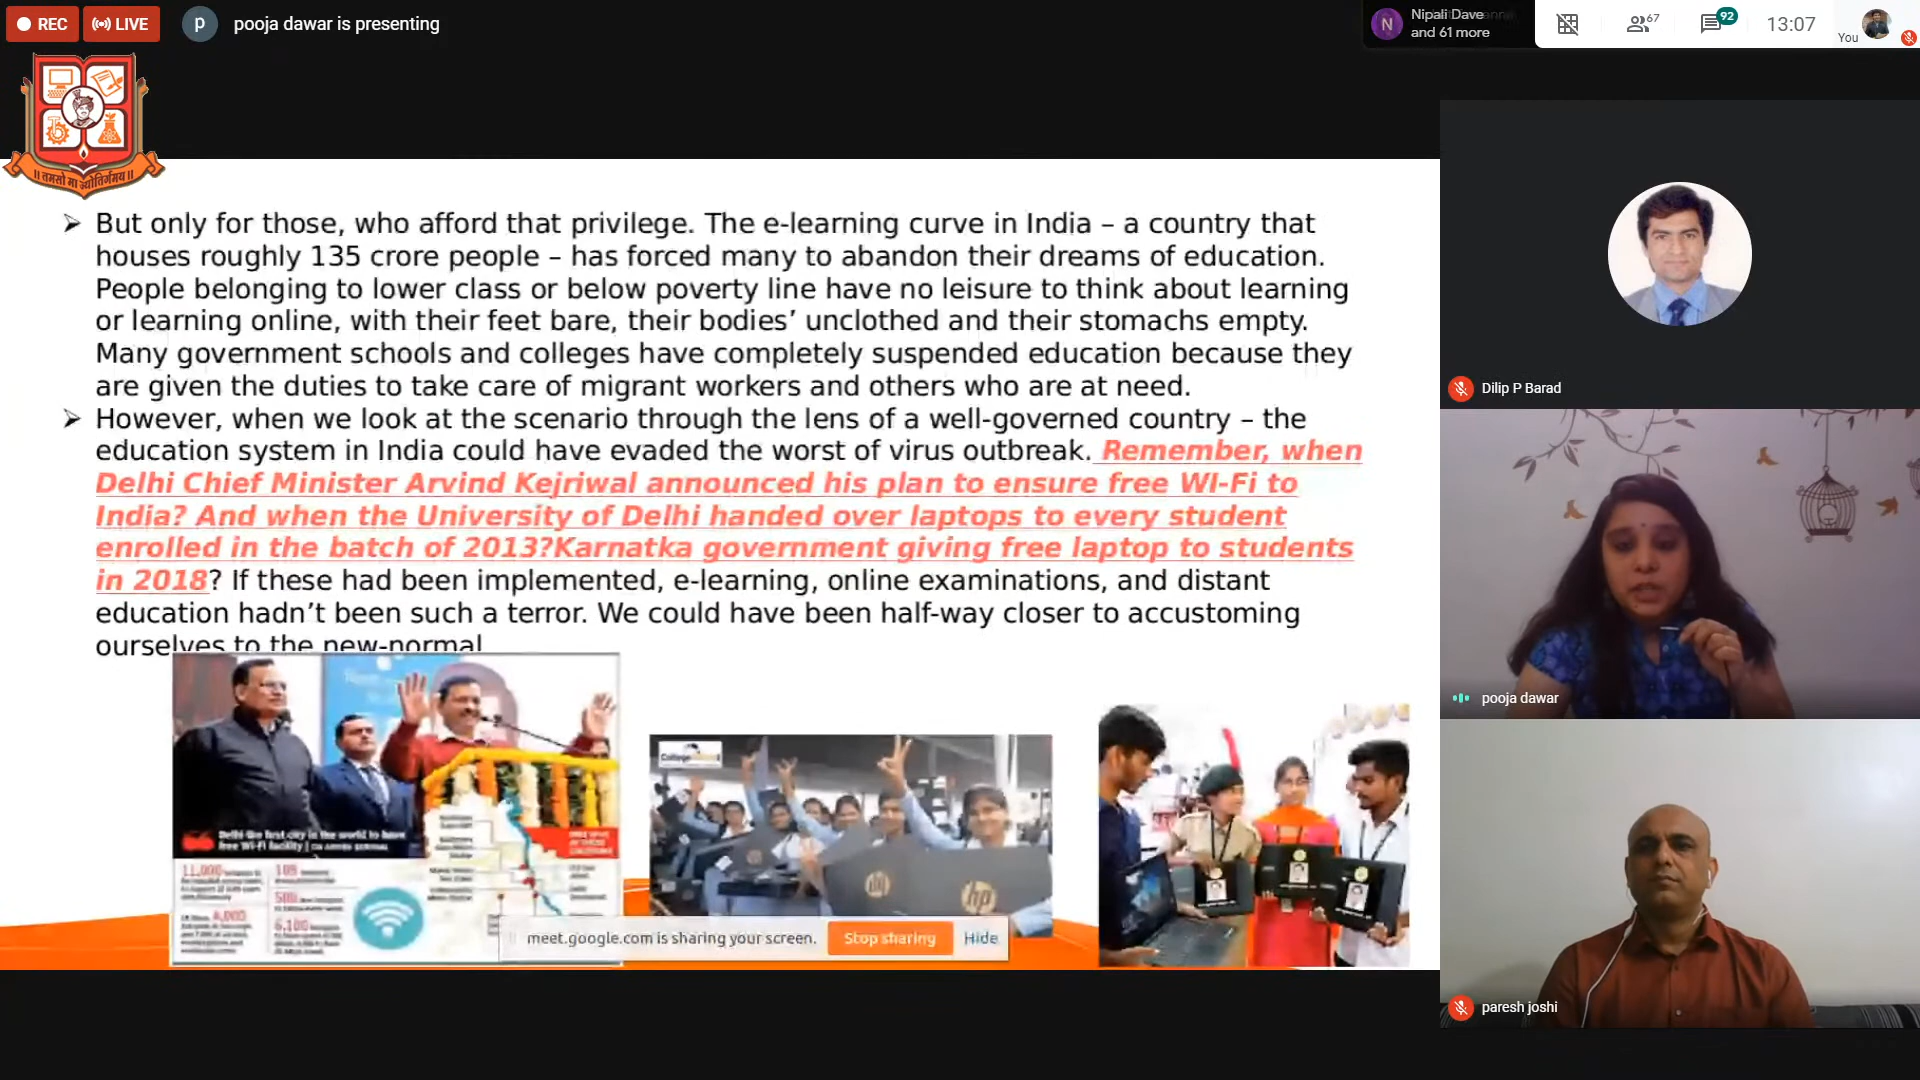 REC
LIVE
p
pooja dawar is presenting
N
Nipali Dave
and 61 more
67
92
13:07
You
॥ तमसो मा ज्योतिर्गमय ॥
➢ But only for those, who afford that privilege. The e-learning curve in India – a country that
houses roughly 135 crore people – has forced many to abandon their dreams of education.
People belonging to lower class or below poverty line have no leisure to think about learning
or learning online, with their feet bare, their bodies’ unclothed and their stomachs empty.
Many government schools and colleges have completely suspended education because they
are given the duties to take care of migrant workers and others who are at need.
➢ However, when we look at the scenario through the lens of a well-governed country – the
education system in India could have evaded the worst of virus outbreak. Remember, when
Delhi Chief Minister Arvind Kejriwal announced his plan to ensure free WI-Fi to
India? And when the University of Delhi handed over laptops to every student
enrolled in the batch of 2013?Karnatka government giving free laptop to students
in 2018? If these had been implemented, e-learning, online examinations, and distant
education hadn’t been such a terror. We could have been half-way closer to accustoming
ourselves to the new-normal
Delhi the first city in the world to have
free Wi-Fi facility
11,000
500
4,000
6,100
hp
hp
meet.google.com is sharing your screen.
Stop sharing
Hide
Dilip P Barad
pooja dawar
paresh joshi